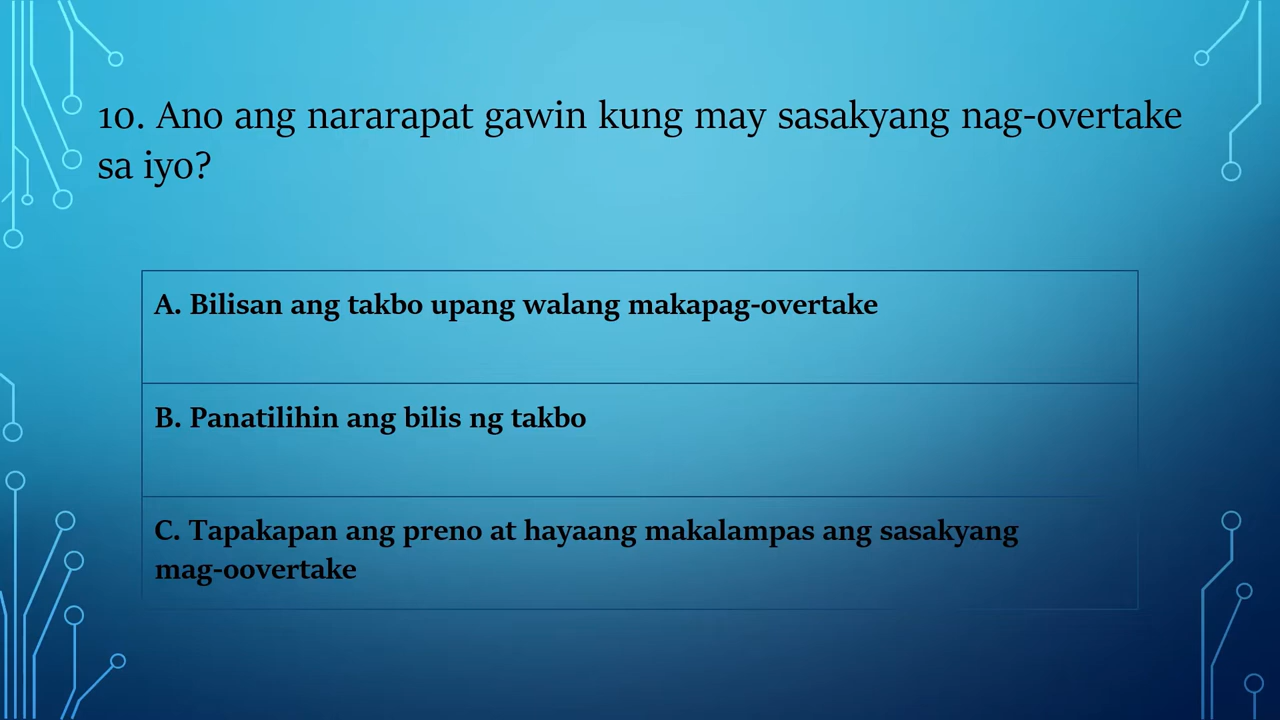 10. Ano ang nararapat gawin kung may sasakyang nag-overtake
sa iyo?
A. Bilisan ang takbo upang walang makapag-overtake
B. Panatilihin ang bilis ng takbo
C. Tapakapan ang preno at hayaang makalampas ang sasakyang
mag-oovertake